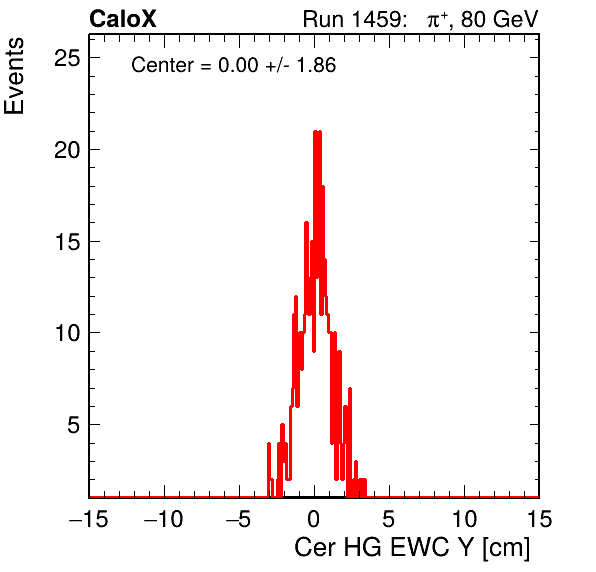 CaloX Run 1459: π⁺, 80 GeV
Events
Center = 0.00 +/- 1.86
25
20
15
10
5
−15 −10 −5 0 5 10 15
Cer HG EWC Y [cm]